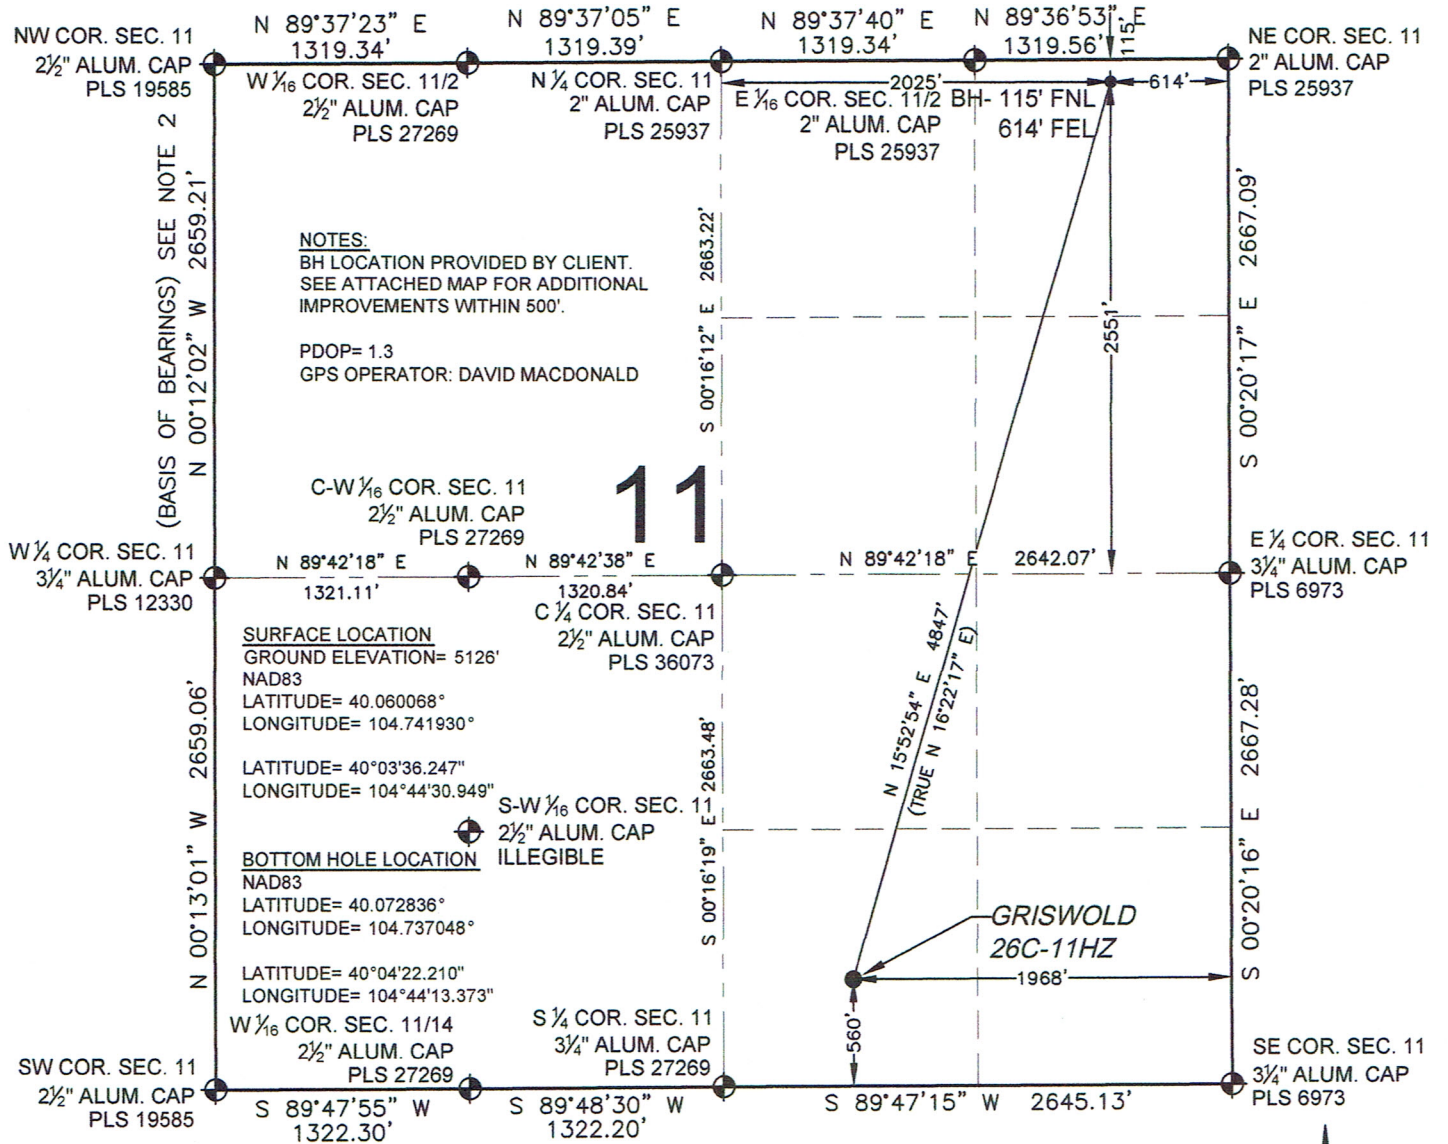 N 89°37'23" E
1319.34'
N 89°37'05" E
1319.39'
N 89°37'40" E
1319.34'
N 89°36'53" E
1319.56'
115'
NW COR. SEC. 11
2½" ALUM. CAP
PLS 19585
W ⅟16 COR. SEC. 11/2
2½" ALUM. CAP
PLS 27269
N ¼ COR. SEC. 11
2" ALUM. CAP
PLS 25937
2025'
614'
E ⅟16 COR. SEC. 11/2
2" ALUM. CAP
PLS 25937
BH- 115' FNL
614' FEL
NE COR. SEC. 11
2" ALUM. CAP
PLS 25937
(BASIS OF BEARINGS) SEE NOTE 2
N 00°12'02" W 2659.21'
NOTES:
BH LOCATION PROVIDED BY CLIENT.
SEE ATTACHED MAP FOR ADDITIONAL
IMPROVEMENTS WITHIN 500'.
PDOP= 1.3
GPS OPERATOR: DAVID MACDONALD
S 00°16'12" E 2663.22'
2551'
S 00°20'17" E 2667.09'
11
C-W ⅟16 COR. SEC. 11
2½" ALUM. CAP
PLS 27269
W ¼ COR. SEC. 11
3¼" ALUM. CAP
PLS 12330
N 89°42'18" E
1321.11'
N 89°42'38" E
1320.84'
N 89°42'18" E 2642.07'
E ¼ COR. SEC. 11
3¼" ALUM. CAP
PLS 6973
C ¼ COR. SEC. 11
2½" ALUM. CAP
PLS 36073
SURFACE LOCATION
GROUND ELEVATION= 5126'
NAD83
LATITUDE= 40.060068°
LONGITUDE= 104.741930°
LATITUDE= 40°03'36.247"
LONGITUDE= 104°44'30.949"
N 00°13'01" W 2659.06'
S-W ⅟16 COR. SEC. 11
2½" ALUM. CAP
ILLEGIBLE
S 00°16'19" E 2663.48'
N 15°52'54" E 4847'
(TRUE N 16°22'17" E)
S 00°20'16" E 2667.28'
BOTTOM HOLE LOCATION
NAD83
LATITUDE= 40.072836°
LONGITUDE= 104.737048°
LATITUDE= 40°04'22.210"
LONGITUDE= 104°44'13.373"
GRISWOLD
26C-11HZ
1968'
560'
W ⅟16 COR. SEC. 11/14
2½" ALUM. CAP
PLS 27269
S ¼ COR. SEC. 11
3¼" ALUM. CAP
PLS 27269
SW COR. SEC. 11
2½" ALUM. CAP
PLS 19585
SE COR. SEC. 11
3¼" ALUM. CAP
PLS 6973
S 89°47'55" W
1322.30'
S 89°48'30" W
1322.20'
S 89°47'15" W 2645.13'